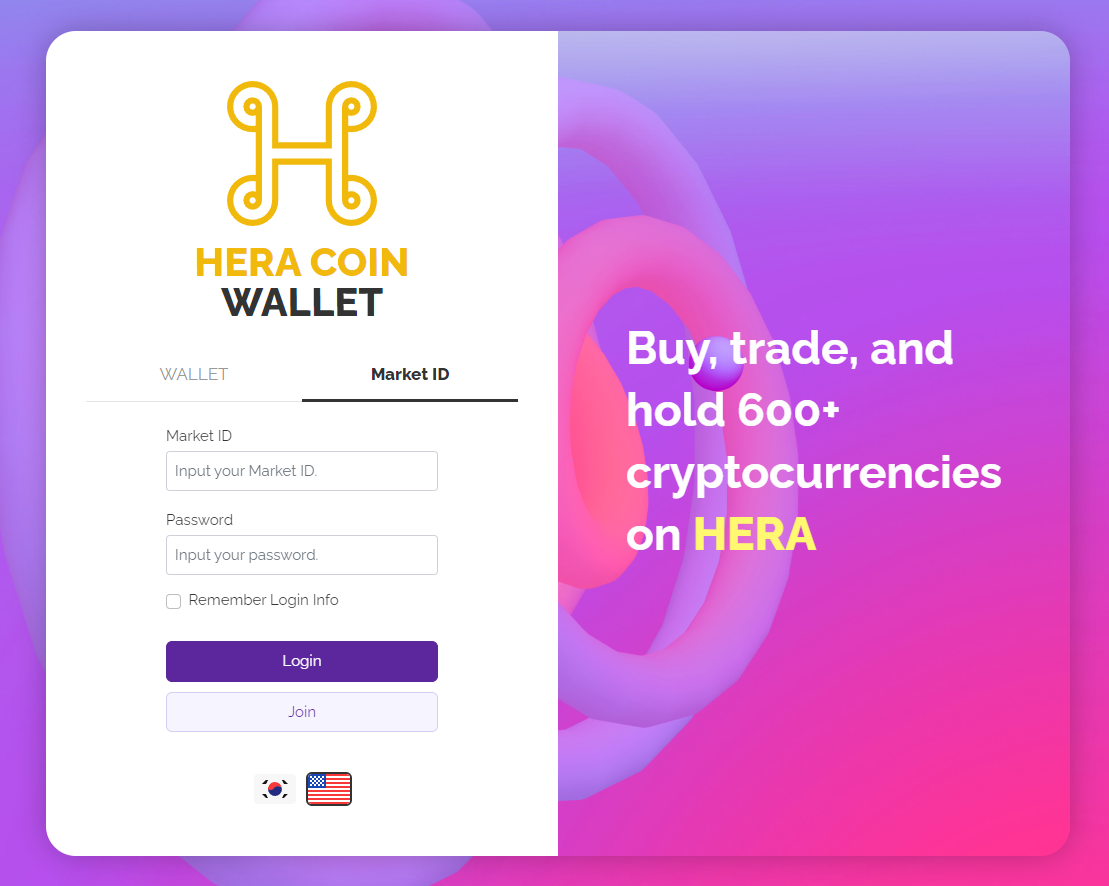 HERA COIN
WALLET
WALLET
Market ID
Market ID
Input your Market ID.
Password
Input your password.
Remember Login Info
Login
Join
Buy, trade, and
hold 600+
cryptocurrencies
on HERA